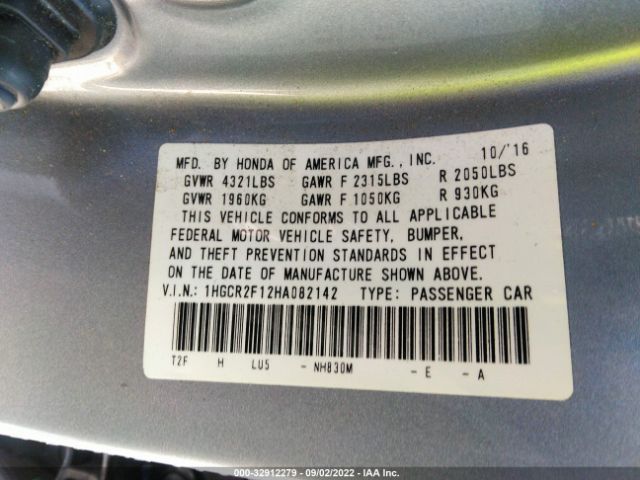 MFD. BY HONDA OF AMERICA MFG., INC. 10/'16
GVWR 4321LBS GAWR F 2315LBS R 2050LBS
GVWR 1960KG GAWR F 1050KG R 930KG
THIS VEHICLE CONFORMS TO ALL APPLICABLE
FEDERAL MOTOR VEHICLE SAFETY, BUMPER,
AND THEFT PREVENTION STANDARDS IN EFFECT
ON THE DATE OF MANUFACTURE SHOWN ABOVE.
V.I.N.: 1HGCR2F12HA082142 TYPE: PASSENGER CAR
T2F H LU5 - NH830M - E - A
© 32912279 - 09/02/2022 - IAA Inc.